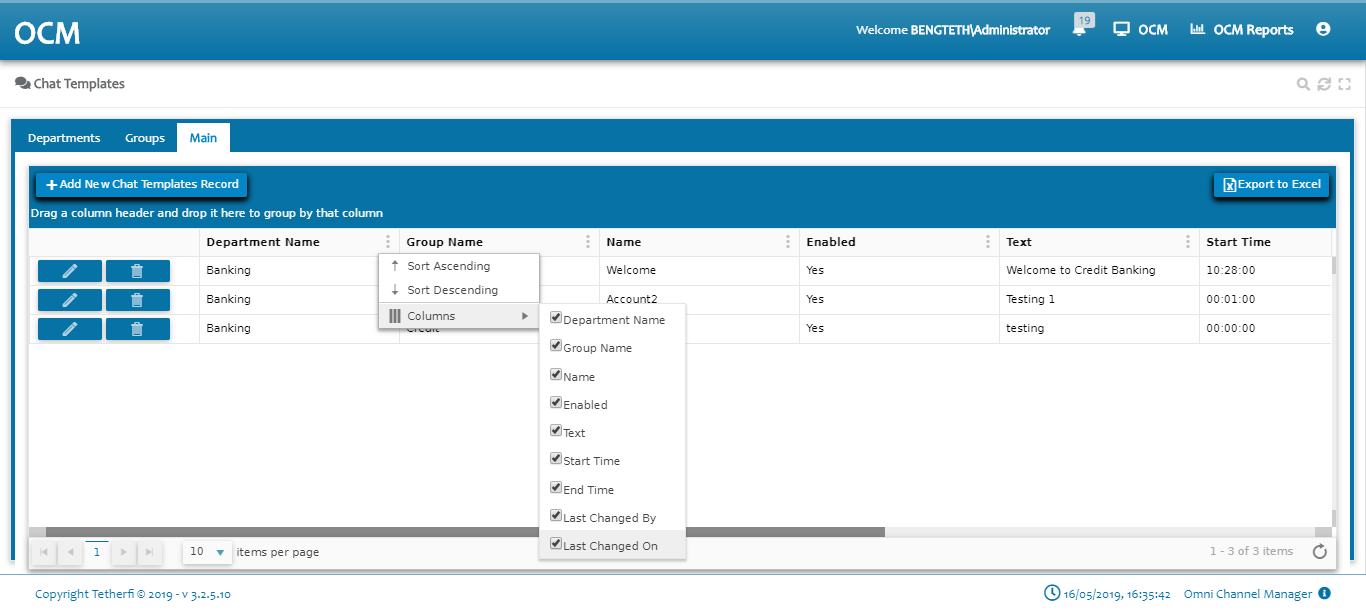 OCM
Welcome BENGTETH\Administrator
19
OCM
OCM Reports
Chat Templates
Departments Groups Main
Add New Chat Templates Record
Export to Excel
Drag a column header and drop it here to group by that column
Department Name Group Name Name Enabled Text Start Time
Banking Welcome Yes Welcome to Credit Banking 10:28:00
Banking Account2 Yes Testing 1 00:01:00
Banking Credit Yes testing 00:00:00
Sort Ascending
Sort Descending
Columns
Department Name
Group Name
Name
Enabled
Text
Start Time
End Time
Last Changed By
Last Changed On
1 10 items per page
1 - 3 of 3 items
Copyright Tetherfi © 2019 - v 3.2.5.10
16/05/2019, 16:35:42 Omni Channel Manager